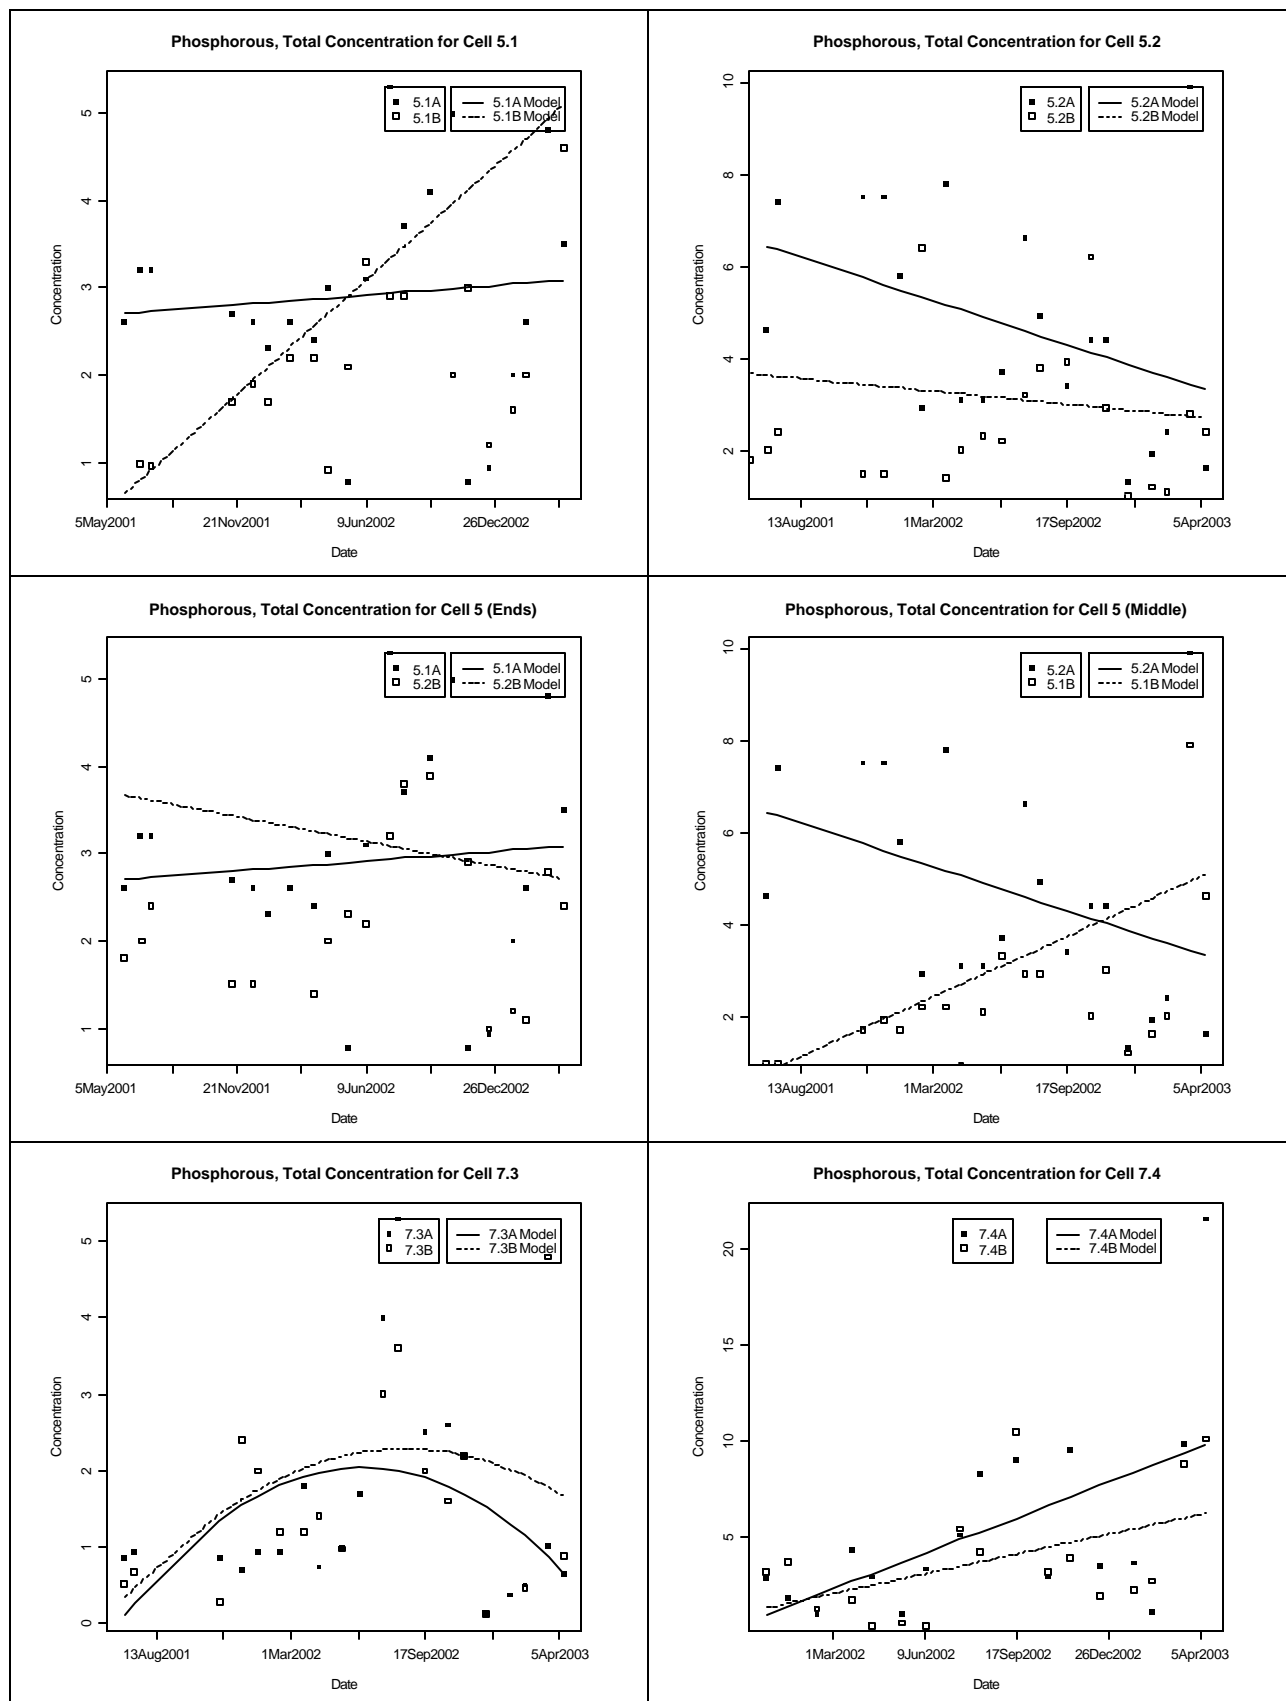 Phosphorous, Total Concentration for Cell 5.1
5
4
3
2
1
Concentration
5.1A
5.1B
5.1A Model
5.1B Model
5May2001
21Nov2001
9Jun2002
26Dec2002
Date
Phosphorous, Total Concentration for Cell 5.2
10
8
6
4
2
Concentration
5.2A
5.2B
5.2A Model
5.2B Model
13Aug2001
1Mar2002
17Sep2002
5Apr2003
Date
Phosphorous, Total Concentration for Cell 5 (Ends)
5
4
3
2
1
Concentration
5.1A
5.2B
5.1A Model
5.2B Model
5May2001
21Nov2001
9Jun2002
26Dec2002
Date
Phosphorous, Total Concentration for Cell 5 (Middle)
10
8
6
4
2
Concentration
5.2A
5.1B
5.2A Model
5.1B Model
13Aug2001
1Mar2002
17Sep2002
5Apr2003
Date
Phosphorous, Total Concentration for Cell 7.3
5
4
3
2
1
0
Concentration
7.3A
7.3B
7.3A Model
7.3B Model
13Aug2001
1Mar2002
17Sep2002
5Apr2003
Date
Phosphorous, Total Concentration for Cell 7.4
20
15
10
5
Concentration
7.4A
7.4B
7.4A Model
7.4B Model
1Mar2002
9Jun2002
17Sep2002
26Dec2002
5Apr2003
Date